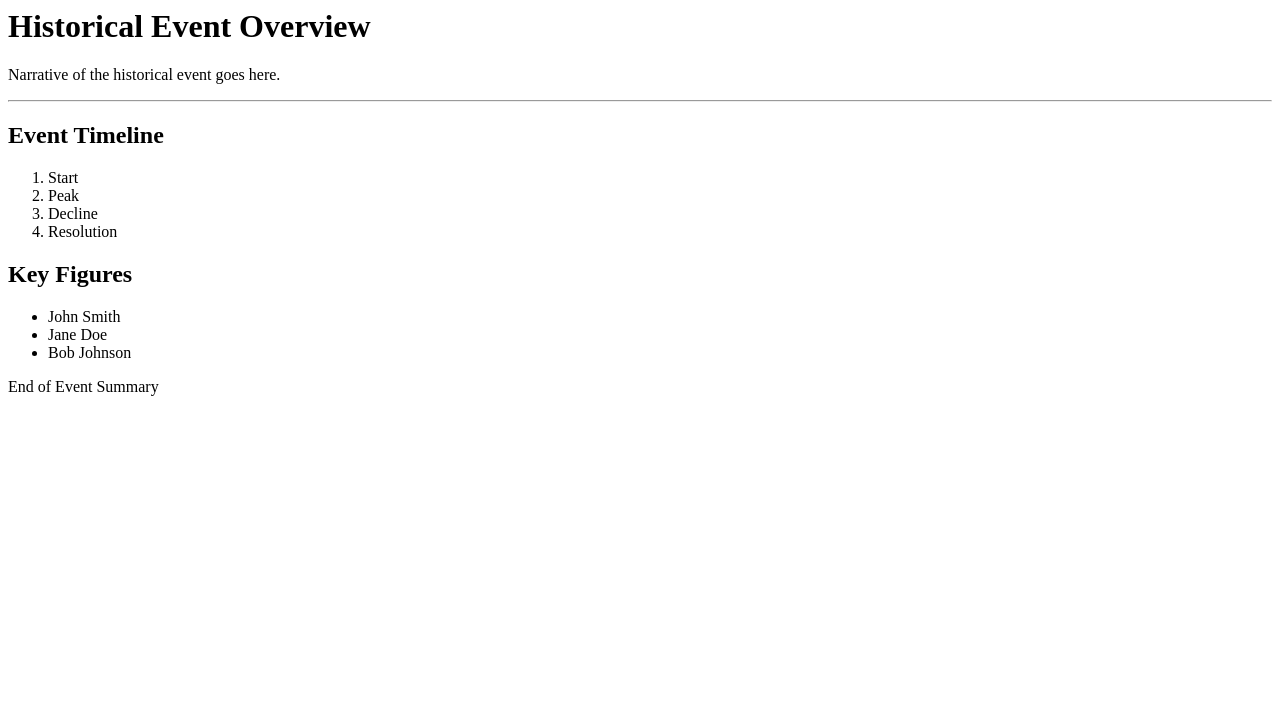 Historical Event Overview
Narrative of the historical event goes here.
Event Timeline
1. Start
2. Peak
3. Decline
4. Resolution
Key Figures
• John Smith
• Jane Doe
• Bob Johnson
End of Event Summary